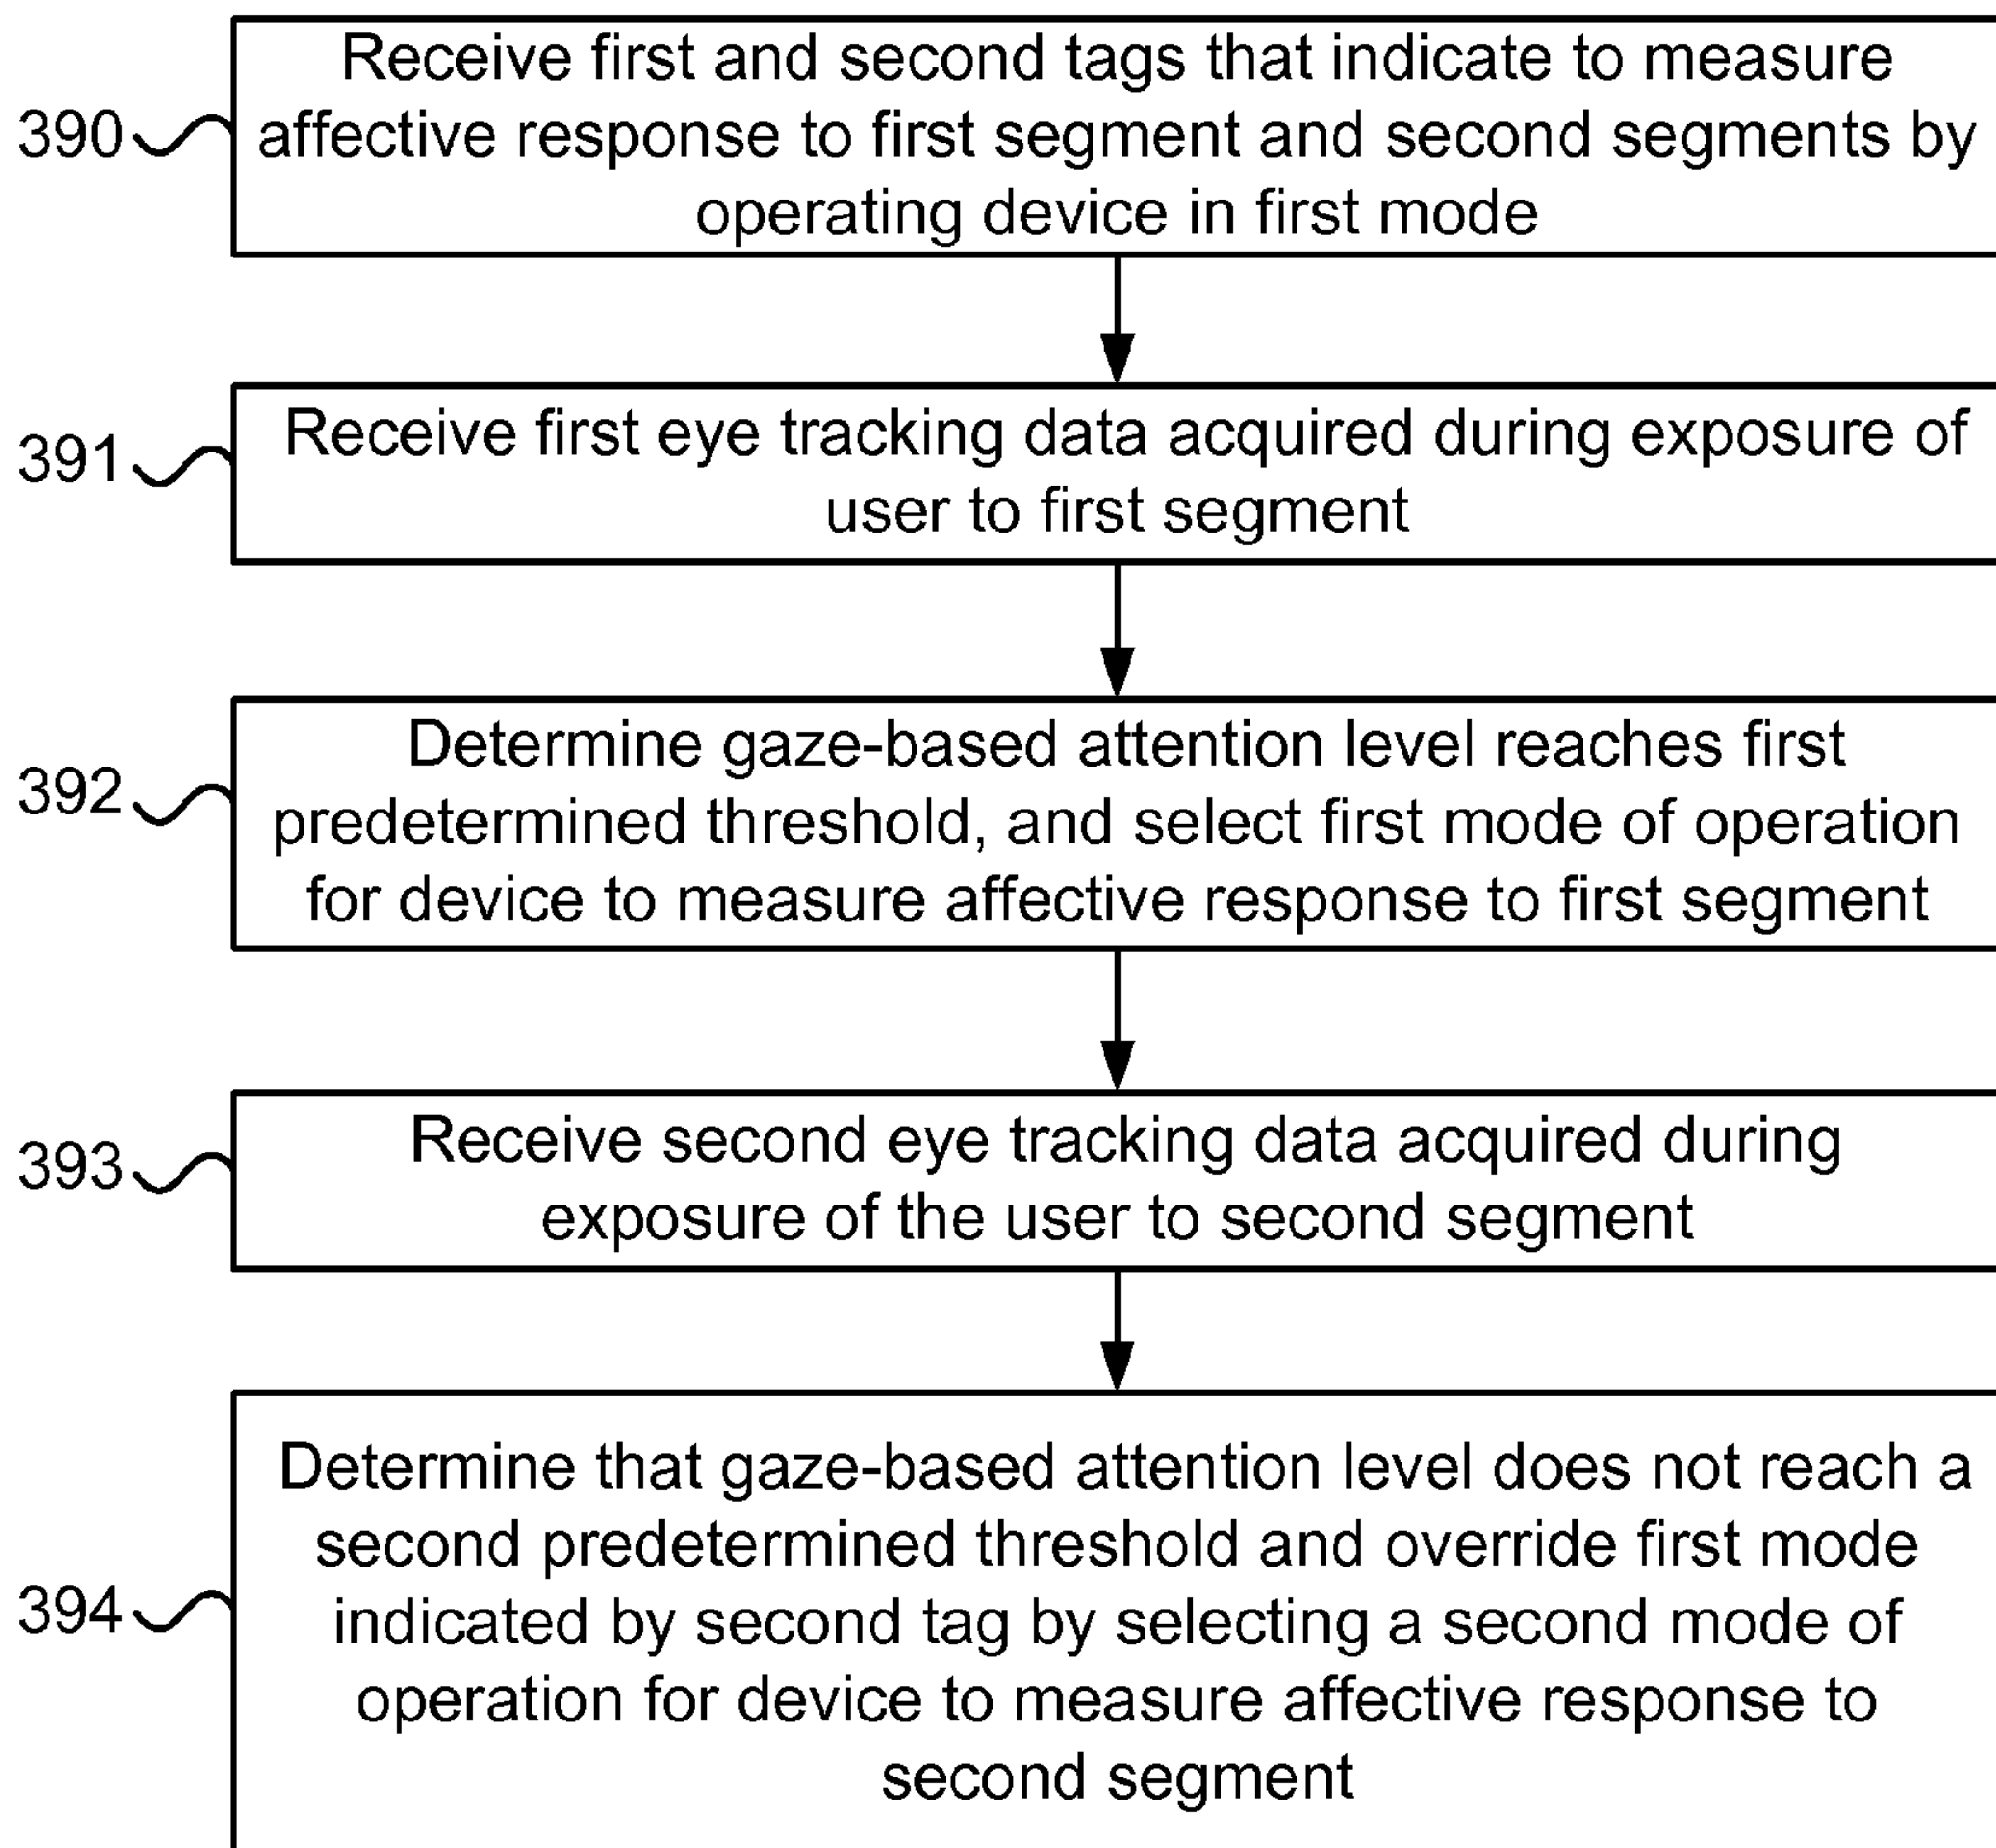 Receive first and second tags that indicate to measure
390
affective response to first segment and second segments by
operating device in first mode
391
Receive first eye tracking data acquired during exposure of
user to first segment
392
Determine gaze-based attention level reaches first
predetermined threshold, and select first mode of operation
for device to measure affective response to first segment
393
Receive second eye tracking data acquired during
exposure of the user to second segment
394
Determine that gaze-based attention level does not reach a
second predetermined threshold and override first mode
indicated by second tag by selecting a second mode of
operation for device to measure affective response to
second segment